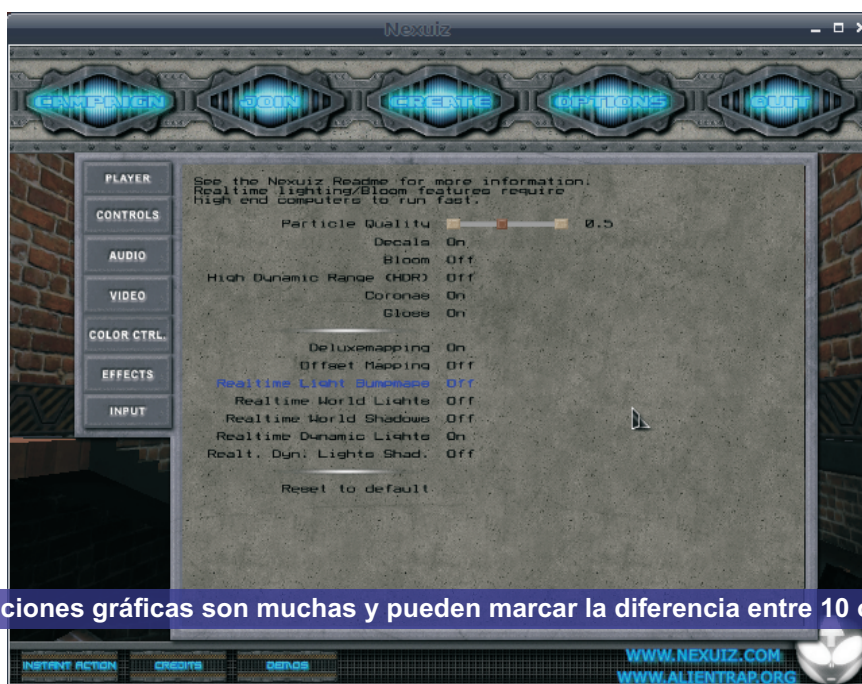 Nexuiz
CAMPAIGN JOIN CREATE OPTIONS QUIT
PLAYER
CONTROLS
AUDIO
VIDEO
COLOR CTRL.
EFFECTS
INPUT
See the Nexuiz Readme for more information.
Realtime lighting/Bloom features require
high end computers to run fast.
Particle Quality 0.5
Decals On
Bloom Off
High Dynamic Range (HDR) Off
Coronas On
Gloss On
Deluxemapping On
Offset Mapping Off
Realtime Light Bumpmaps Off
Realtime World Lights Off
Realtime World Shadows Off
Realtime Dynamic Lights On
Realt. Dyn. Lights Shad. Off
Reset to default
ciones gráficas son muchas y pueden marcar la diferencia entre 10
INSTANT ACTION CREDITS DEMOS
WWW.NEXUIZ.COM
WWW.ALIENTRAP.ORG